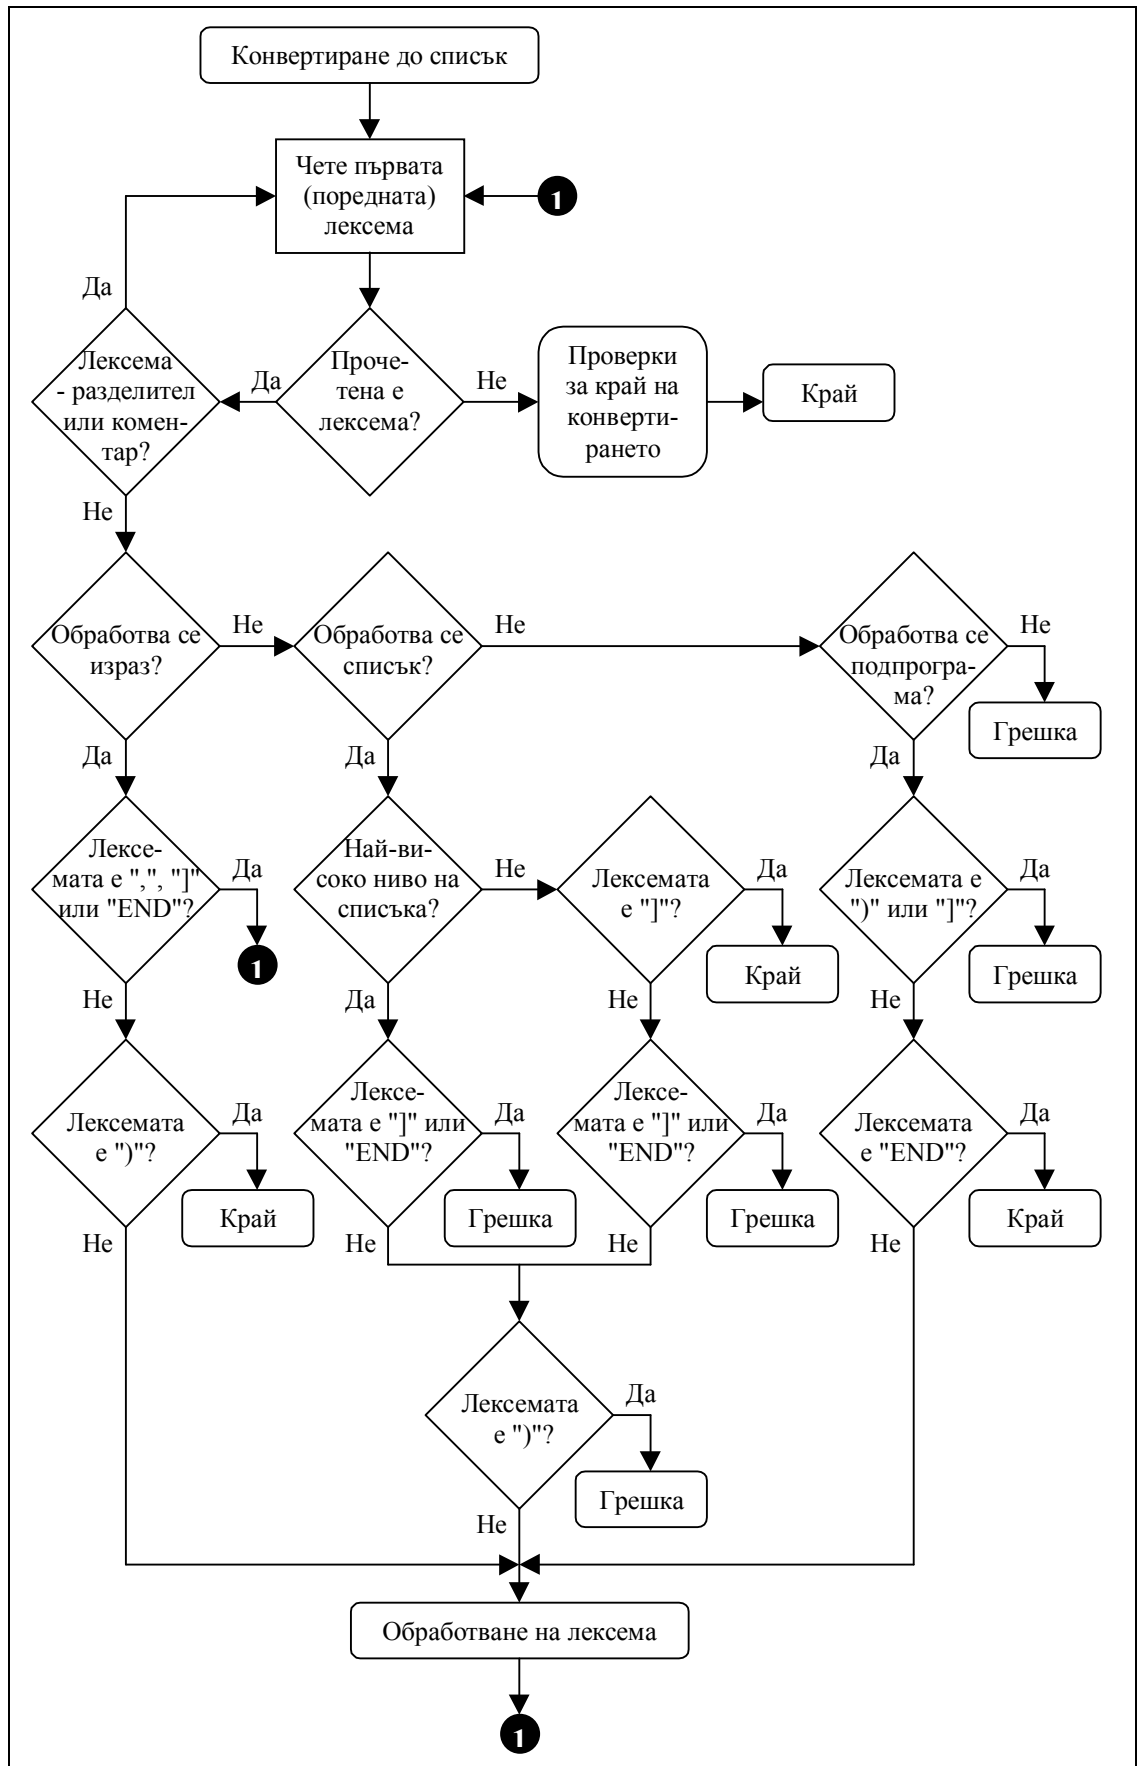 Конвертиране до списък
Чете първата
(поредната)
лексема
1
Да
Лексема
- разделител
или комен-
тар?
Да
Проче-
тена е
лексема?
Не
Проверки
за край на
конверти-
рането
Край
Не
Обработва се
израз?
Не
Обработва се
списък?
Не
Обработва се
подпрогра-
ма?
Не
Грешка
Да
Да
Да
Лексе-
мата е ",", "]"
или "END"?
Да
1
Най-ви-
соко ниво на
списъка?
Не
Лексемата
е "]"?
Да
Край
Лексемата е
")" или "]"?
Да
Грешка
Не
Да
Не
Не
Лексемата
е ")"?
Да
Край
Лексе-
мата е "]" или
"END"?
Да
Грешка
Лексе-
мата е "]" или
"END"?
Да
Грешка
Лексемата
е "END"?
Да
Край
Не
Не
Не
Не
Лексемата
е ")"?
Да
Грешка
Не
Обработване на лексема
1